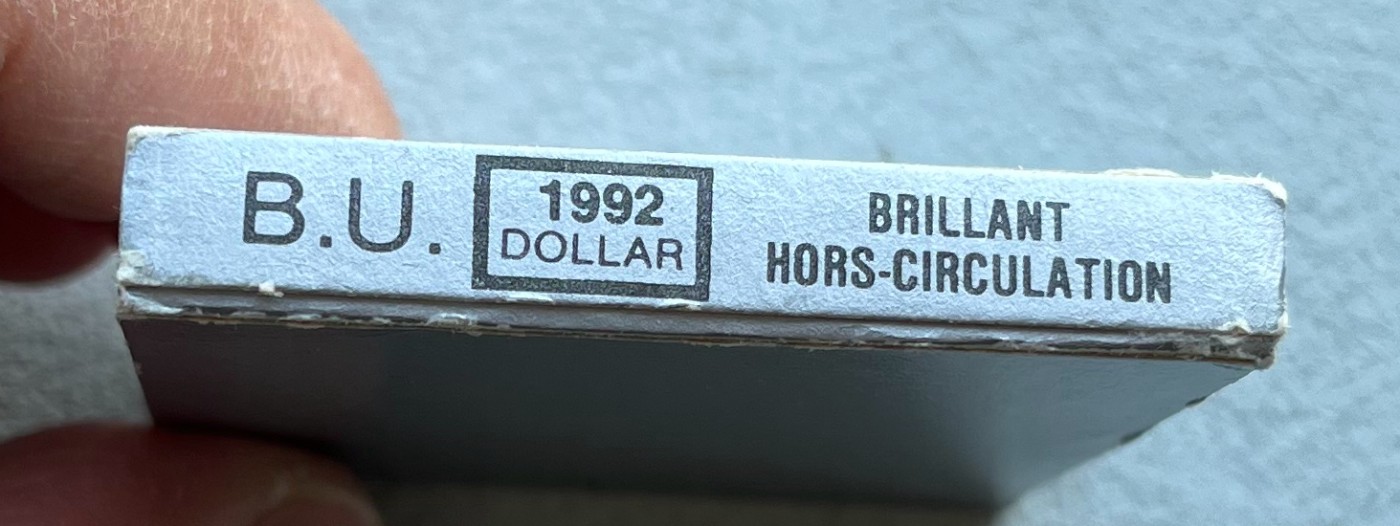 B.U.
1992
DOLLAR
BRILLANT
HORS-CIRCULATION